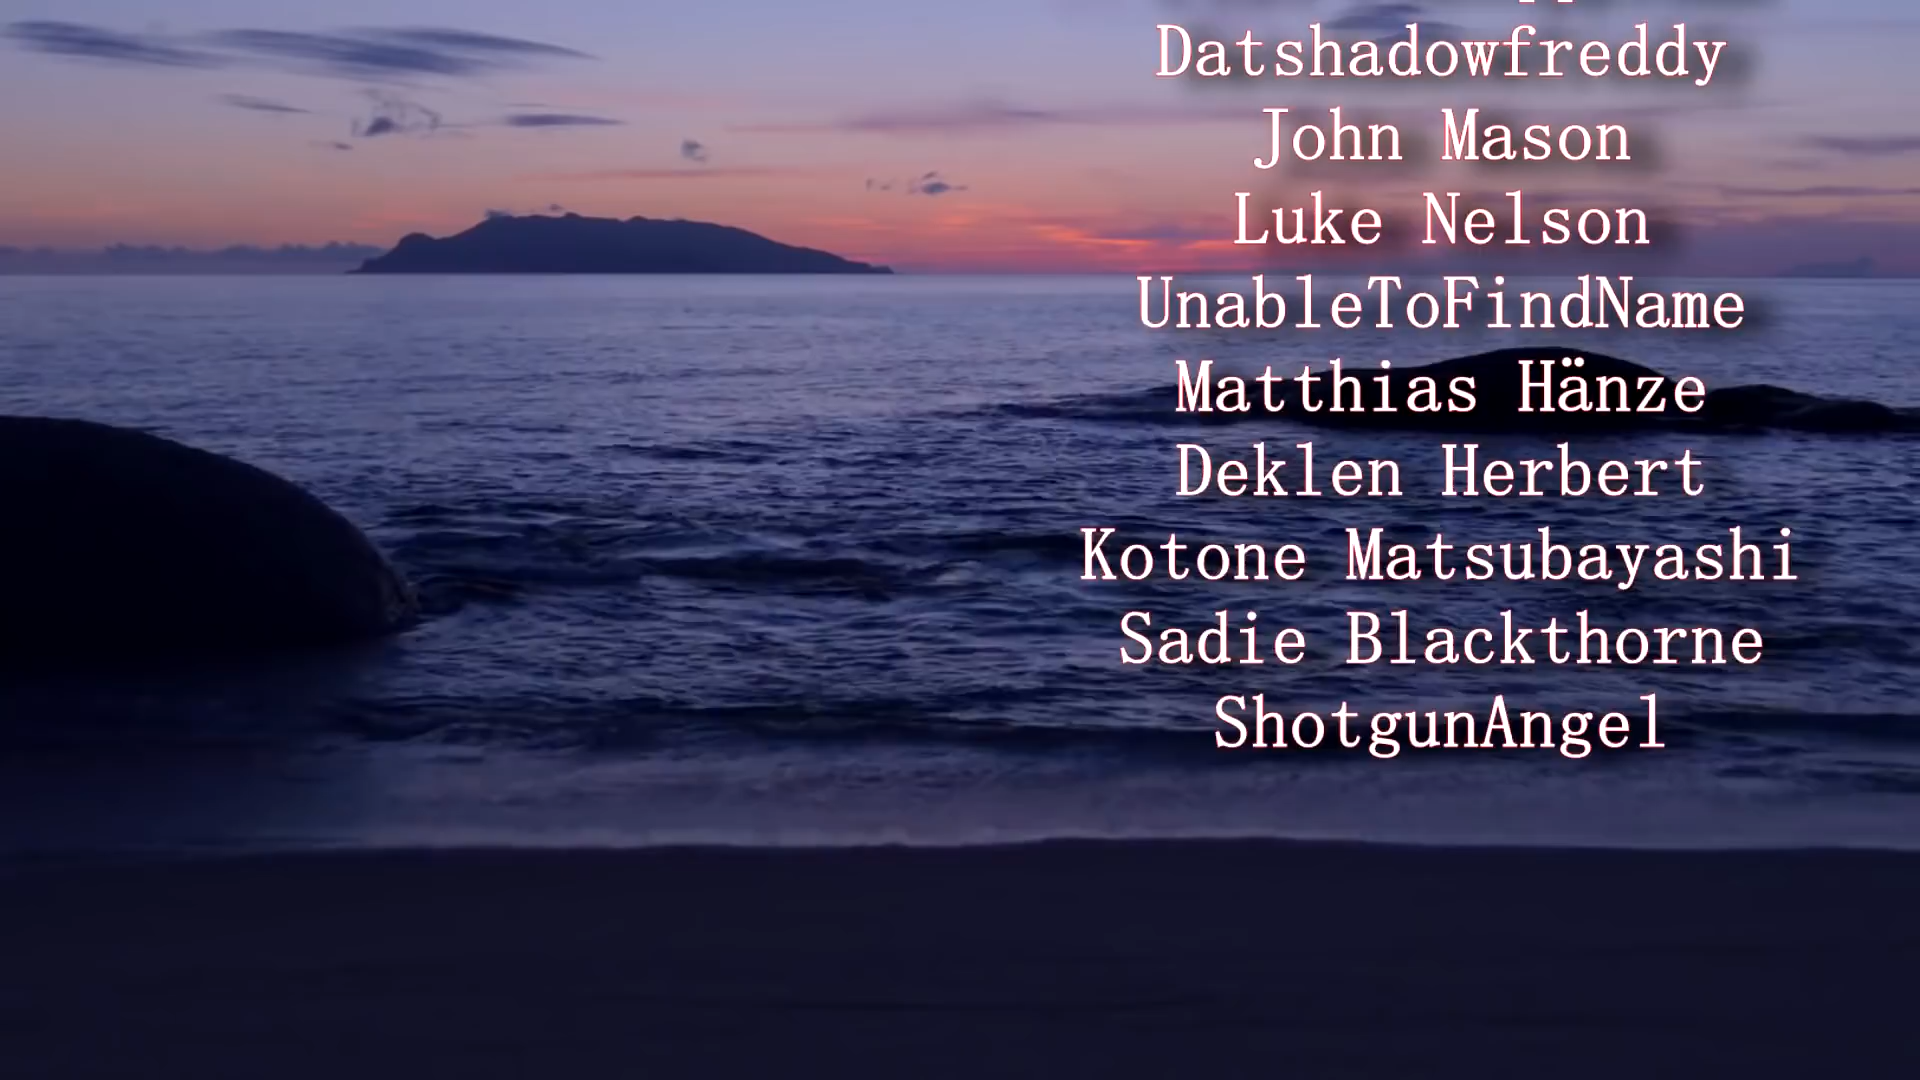 Datshadowfreddy
John Mason
Luke Nelson
UnableToFindName
Matthias Hänze
Deklen Herbert
Kotone Matsubayashi
Sadie Blackthorne
ShotgunAngel